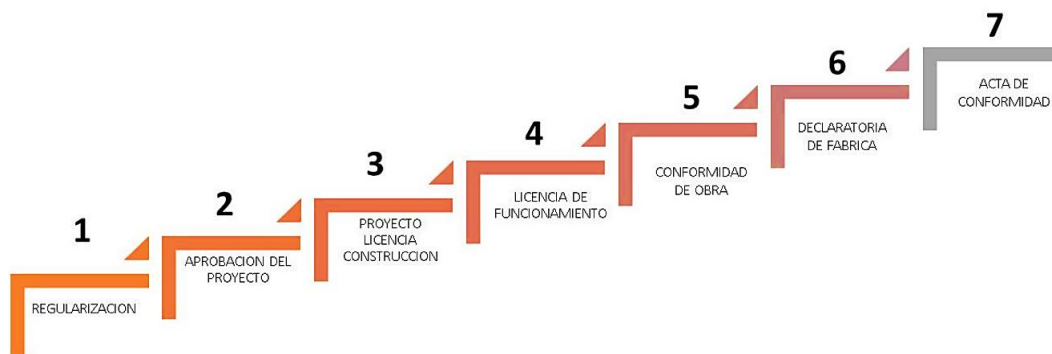 1
REGULARIZACION
2
APROBACION DEL
PROYECTO
3
PROYECTO
LICENCIA
CONSTRUCCION
4
LICENCIA DE
FUNCIONAMIENTO
5
CONFORMIDAD
DE OBRA
6
DECLARATORIA
DE FABRICA
7
ACTA DE
CONFORMIDAD